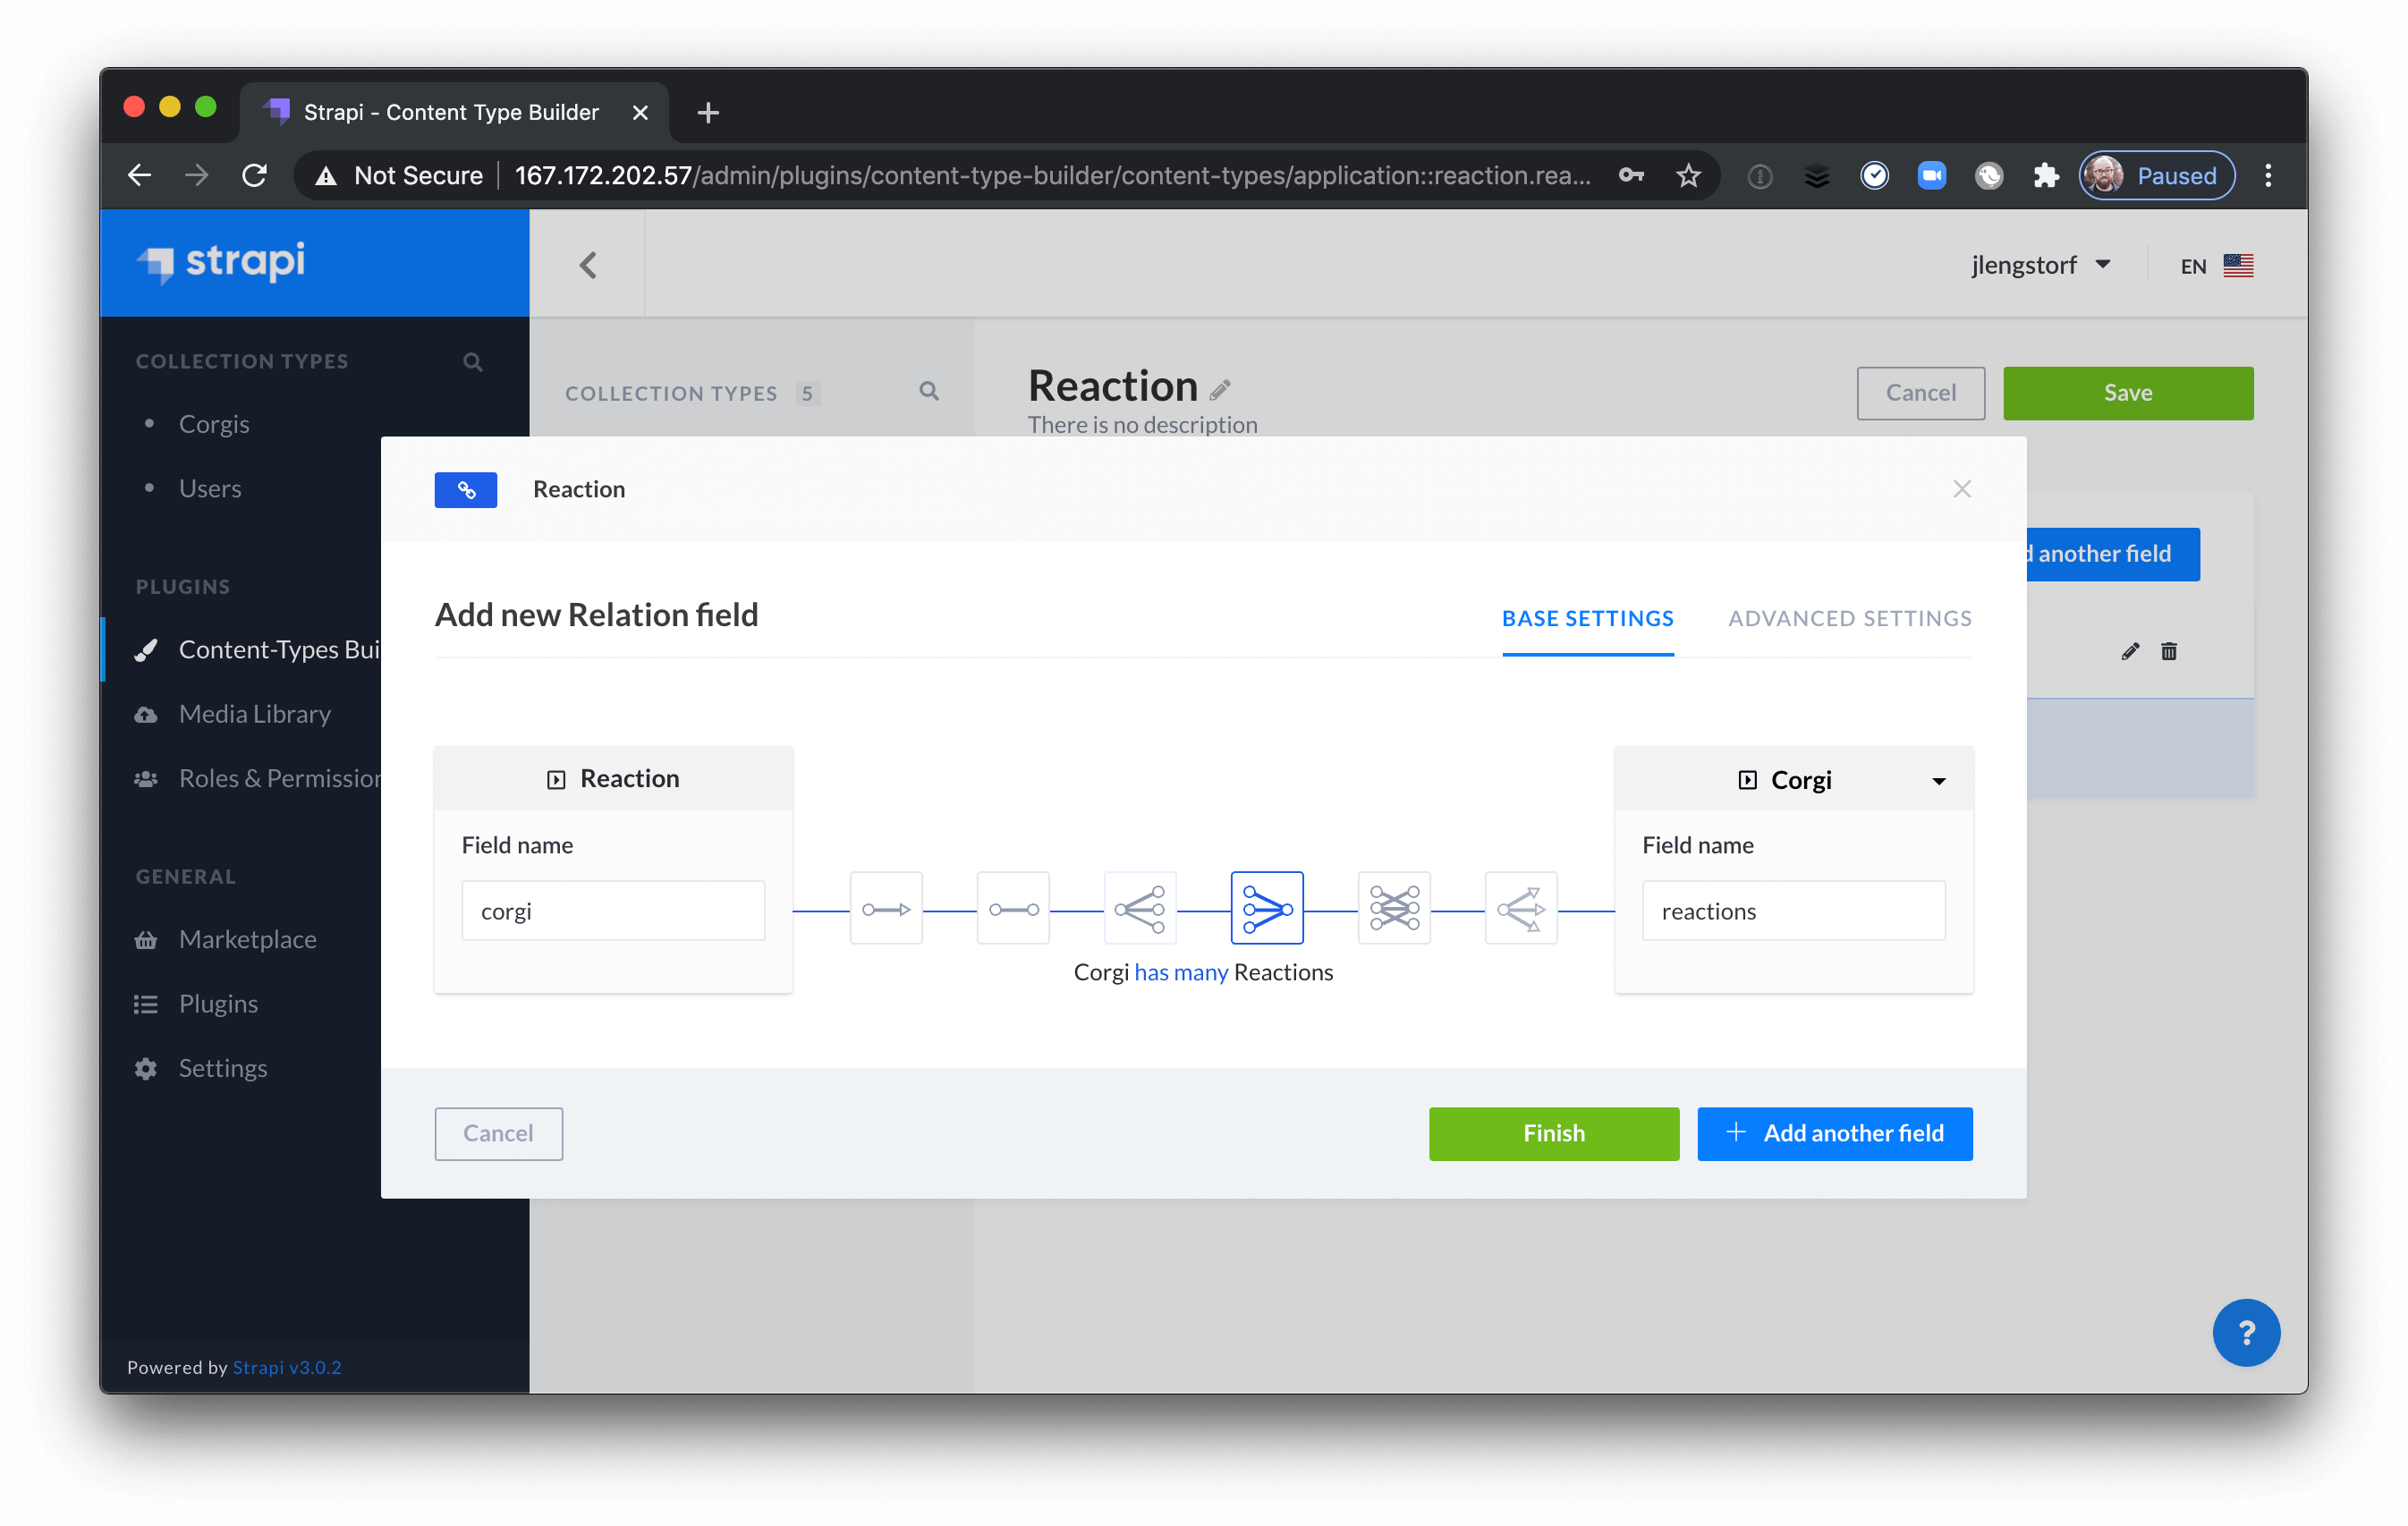 Strapi - Content Type Builder
Not Secure 167.172.202.57/admin/plugins/content-type-builder/content-types/application::reaction.rea... Paused
strapi
jlengstorf EN
COLLECTION TYPES
Corgis
Users
PLUGINS
Content-Types Bui
Media Library
Roles & Permission
GENERAL
Marketplace
Plugins
Settings
Powered by Strapi v3.0.2
COLLECTION TYPES 5
Reaction
There is no description
Cancel Save
another field
Reaction
Add new Relation field
BASE SETTINGS ADVANCED SETTINGS
Reaction
Field name
corgi
Corgi has many Reactions
Corgi
Field name
reactions
Cancel
Finish
+ Add another field
?